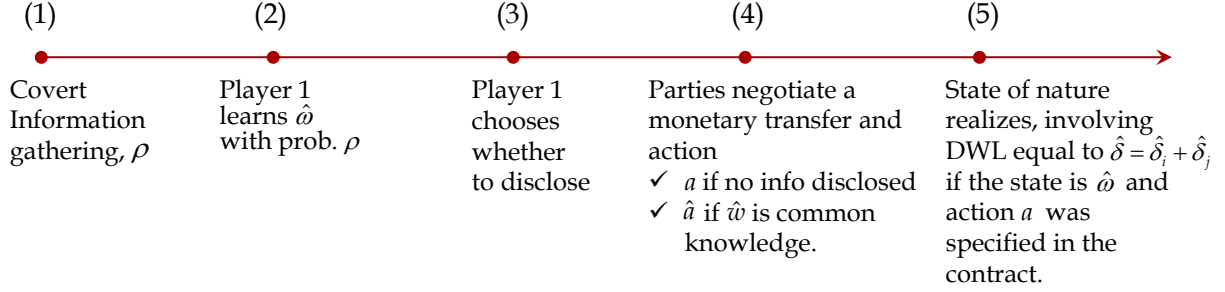 (1) (2) (3) (4) (5)
Covert
Information
gathering, ρ
Player 1
learns ω̂
with prob. ρ
Player 1
chooses
whether
to disclose
Parties negotiate a
monetary transfer and
action
✓ a if no info disclosed
✓ â if ŵ is common
knowledge.
State of nature
realizes, involving
DWL equal to δ̂ = δ̂ᵢ + δ̂ⱼ
if the state is ω̂ and
action a was
specified in the
contract.